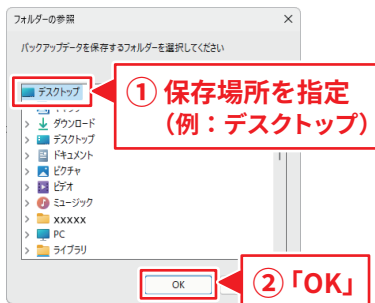 フォルダーの参照
バックアップデータを保存するフォルダーを選択してください
デスクトップ
① 保存場所を指定
（例：デスクトップ）
ダウンロード
デスクトップ
ドキュメント
ピクチャ
ビデオ
ミュージック
xxxxx
PC
ライブラリ
OK
② 「OK」